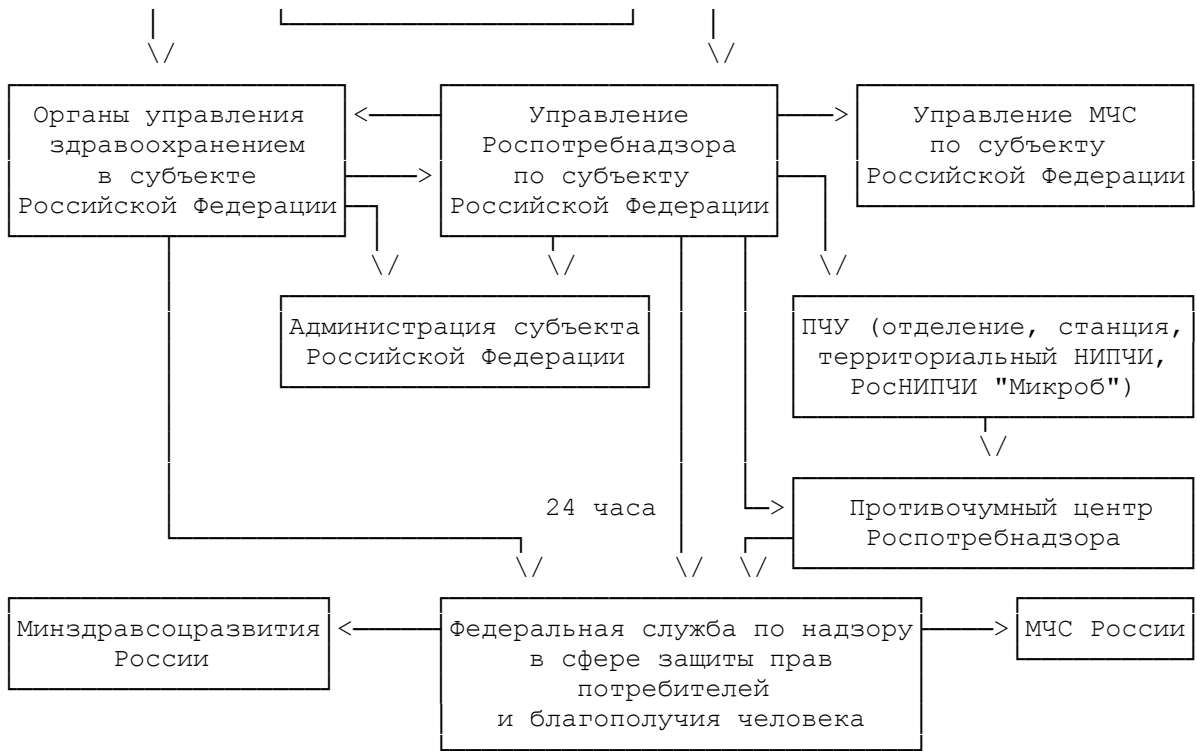 Органы управления
здравоохранением
в субъекте
Российской Федерации
Управление
Роспотребнадзора
по субъекту
Российской Федерации
Управление МЧС
по субъекту
Российской Федерации
Администрация субъекта
Российской Федерации
ПЧУ (отделение, станция,
территориальный НИПЧИ,
РосНИПЧИ "Микроб")
24 часа
Противочумный центр
Роспотребнадзора
Минздравсоцразвития
России
Федеральная служба по надзору
в сфере защиты прав
потребителей
и благополучия человека
МЧС России